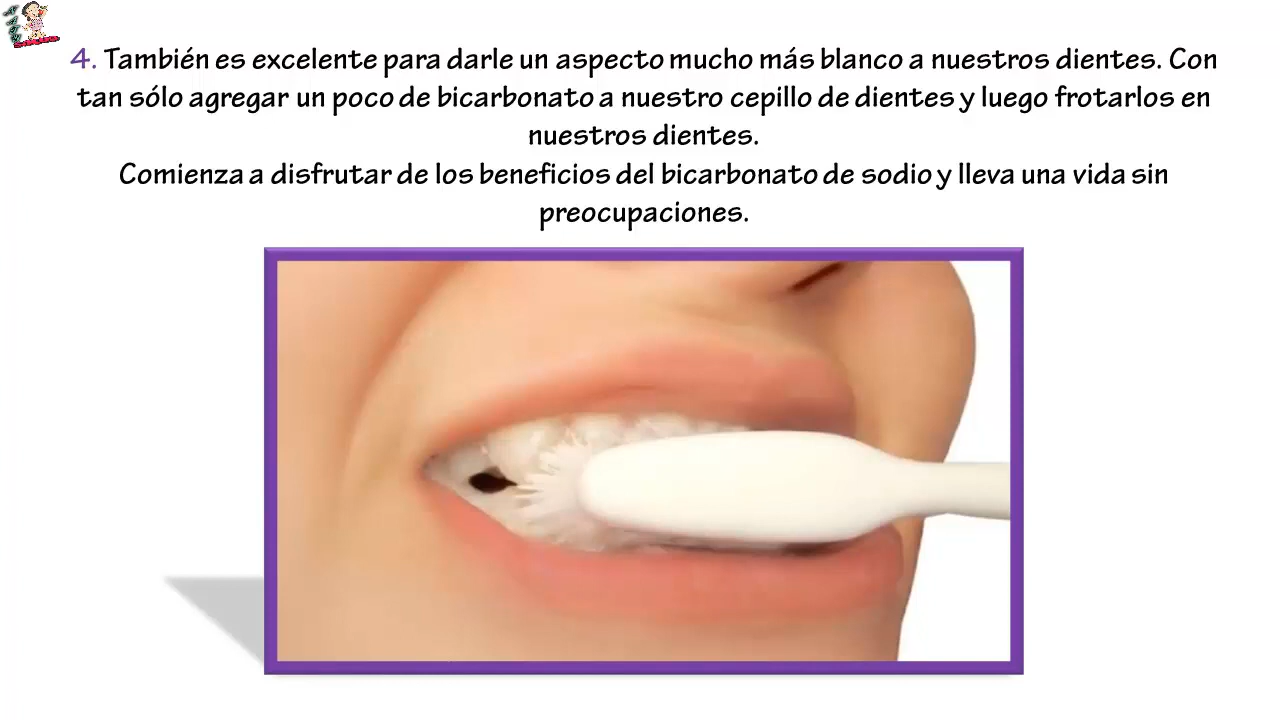 4. También es excelente para darle un aspecto mucho más blanco a nuestros dientes. Con
tan sólo agregar un poco de bicarbonato a nuestro cepillo de dientes y luego frotarlos en
nuestros dientes.
Comienza a disfrutar de los beneficios del bicarbonato de sodio y lleva una vida sin
preocupaciones.